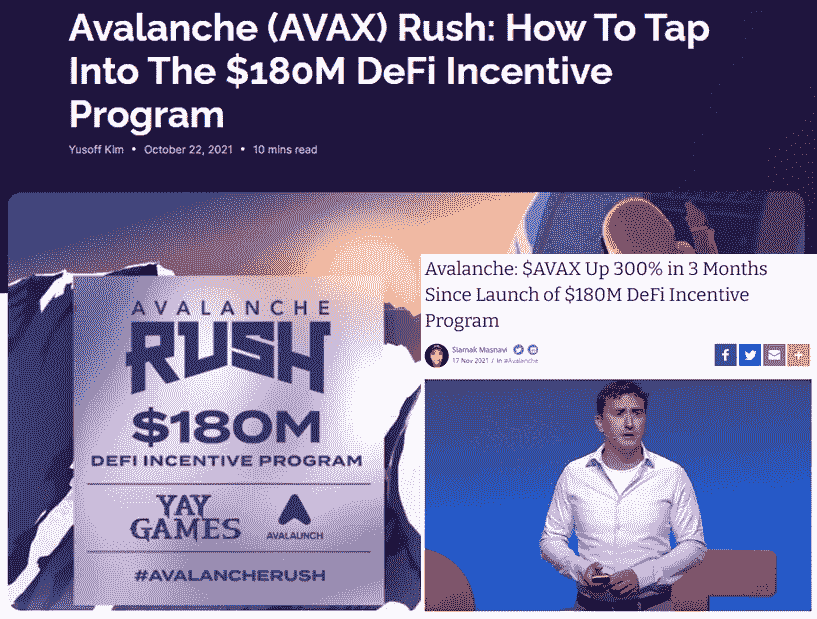 Avalanche (AVAX) Rush: How To Tap
Into The $180M DeFi Incentive
Program
Yusoff Kim • October 22, 2021 • 10 mins read
AVALANCHE
RUSH
$180M
DEFI INCENTIVE PROGRAM
YAY
GAMES
AVALAUNCH
#AVALANCHERUSH
Avalanche: $AVAX Up 300% in 3 Months
Since Launch of $180M DeFi Incentive
Program
Siamak Masnavi
17 Nov 2021 / In #Avalanche